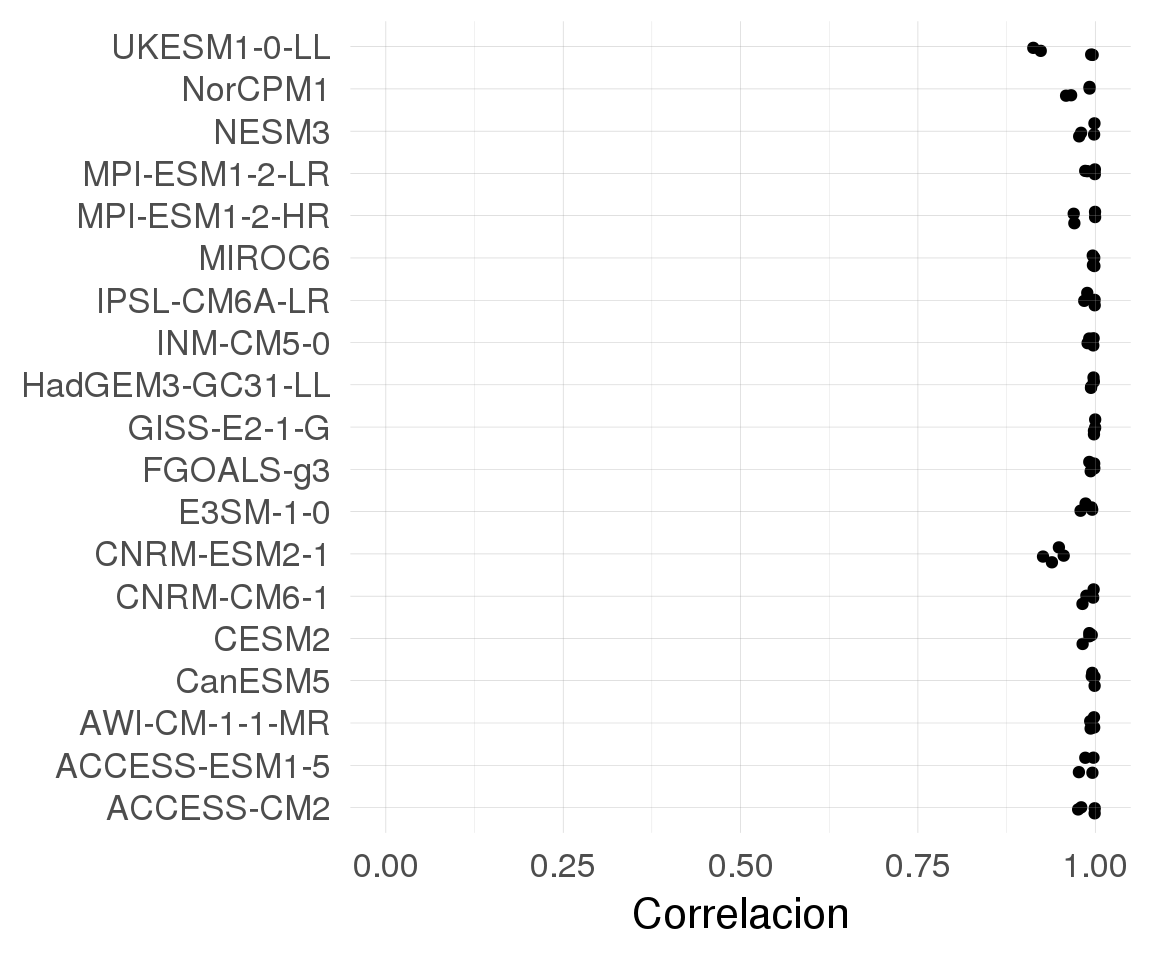 UKESM1-0-LL
NorCPM1
NESM3
MPI-ESM1-2-LR
MPI-ESM1-2-HR
MIROC6
IPSL-CM6A-LR
INM-CM5-0
HadGEM3-GC31-LL
GISS-E2-1-G
FGOALS-g3
E3SM-1-0
CNRM-ESM2-1
CNRM-CM6-1
CESM2
CanESM5
AWI-CM-1-1-MR
ACCESS-ESM1-5
ACCESS-CM2
0.00 0.25 0.50 0.75 1.00
Correlacion